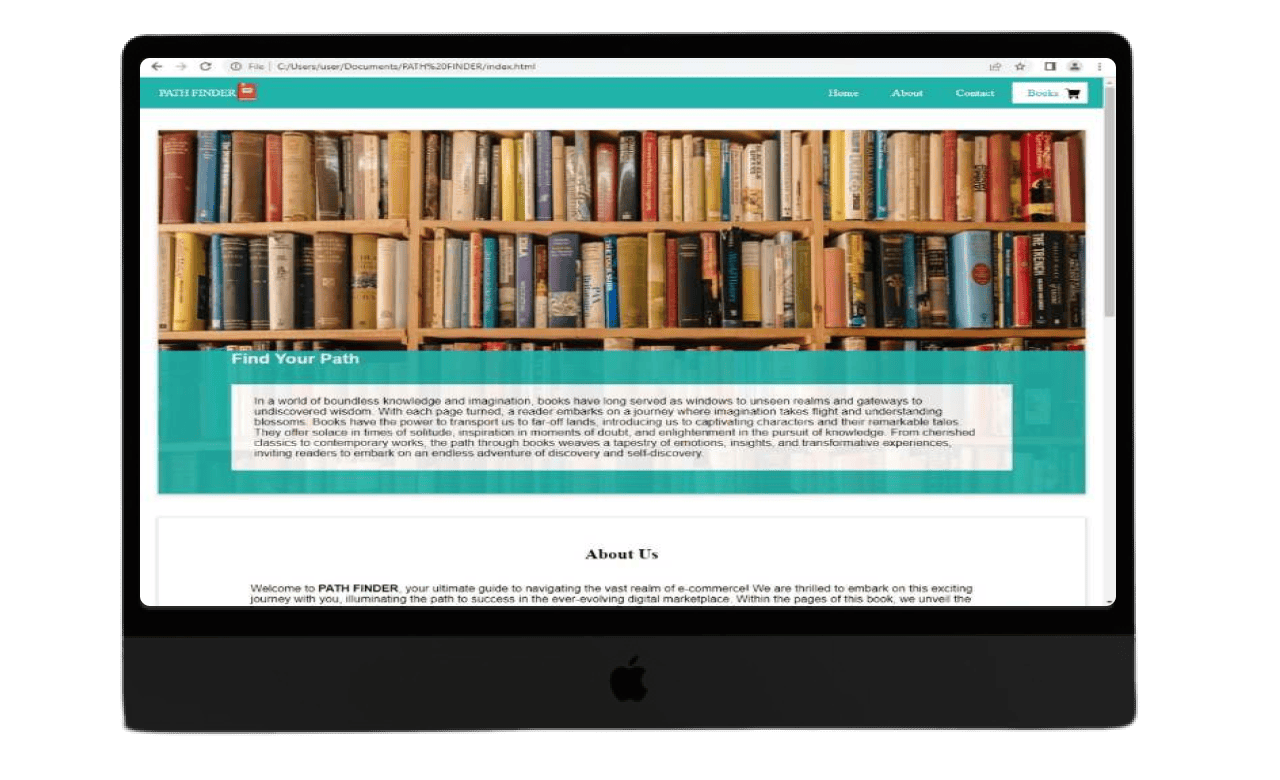 File | C:/Users/user/Documents/PATH%20FINDER/index.html
PATH FINDER
Home About Contact Books
THE TRENCH
Find Your Path
In a world of boundless knowledge and imagination, books have long served as windows to unseen realms and gateways to
undiscovered wisdom. With each page turned, a reader embarks on a journey where imagination takes flight and understanding
blossoms. Books have the power to transport us to far-off lands, introducing us to captivating characters and their remarkable tales.
They offer solace in times of solitude, inspiration in moments of doubt, and enlightenment in the pursuit of knowledge. From cherished
classics to contemporary works, the path through books weaves a tapestry of emotions, insights, and transformative experiences,
inviting readers to embark on an endless adventure of discovery and self-discovery.
About Us
Welcome to PATH FINDER, your ultimate guide to navigating the vast realm of e-commerce! We are thrilled to embark on this exciting
journey with you, illuminating the path to success in the ever-evolving digital marketplace. Within the pages of this book, we unveil the